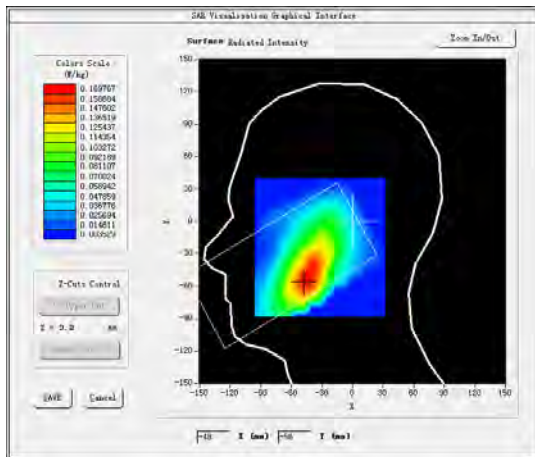 SAR Visualisation Graphical Interface
Surface Radiated Intensity
Zoom In/Out
Colors Scale
(W/kg)
0.169767
0.158684
0.147602
0.136519
0.125437
0.114354
0.103272
0.092189
0.081107
0.070024
0.058942
0.047859
0.036776
0.025694
0.014611
0.003529
150
120
90
60
30
0
-30
-60
-90
-120
-150
Z
-150 -120 -90 -60 -30 0 30 60 90 120 150
X
Z-Cuts Control
mm
SAVE
Cancel
-48 X (mm) -56 Y (mm)